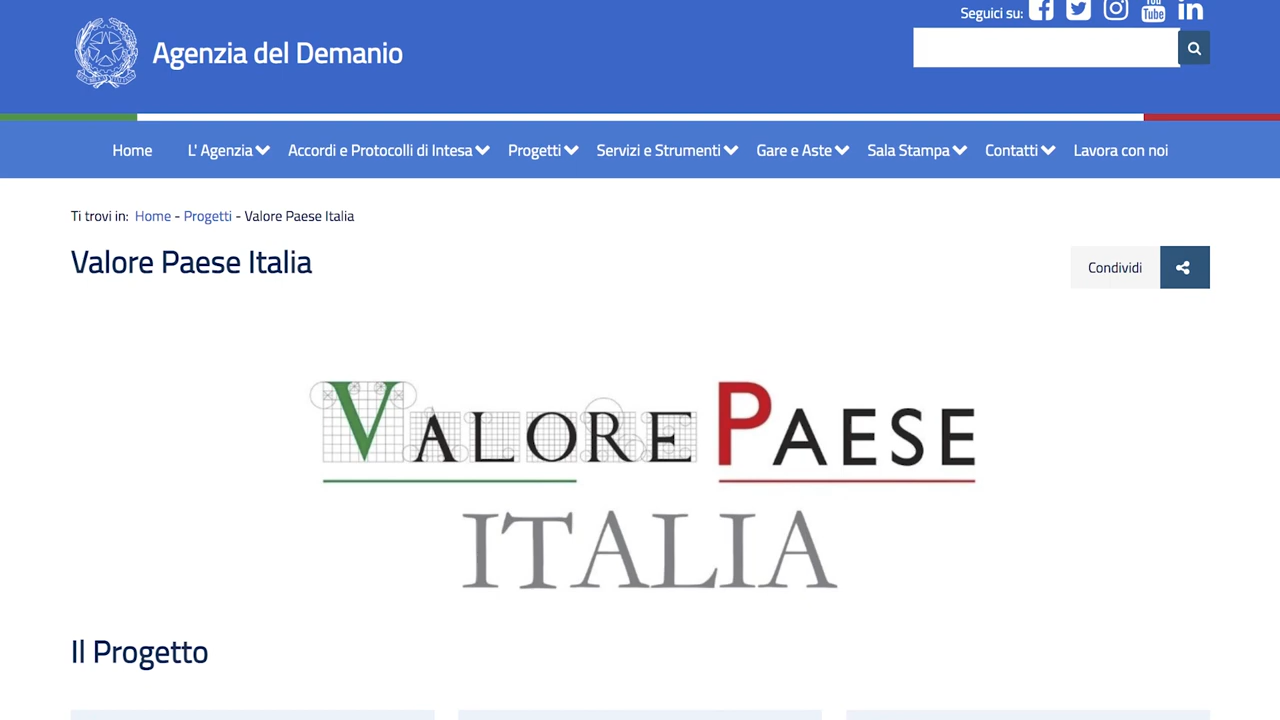 Seguici su:
You
Tube
Agenzia del Demanio
Home L' Agenzia Accordi e Protocolli di Intesa Progetti Servizi e Strumenti Gare e Aste Sala Stampa Contatti Lavora con noi
Ti trovi in: Home - Progetti - Valore Paese Italia
Valore Paese Italia
Condividi
VALORE PAESE
ITALIA
Il Progetto